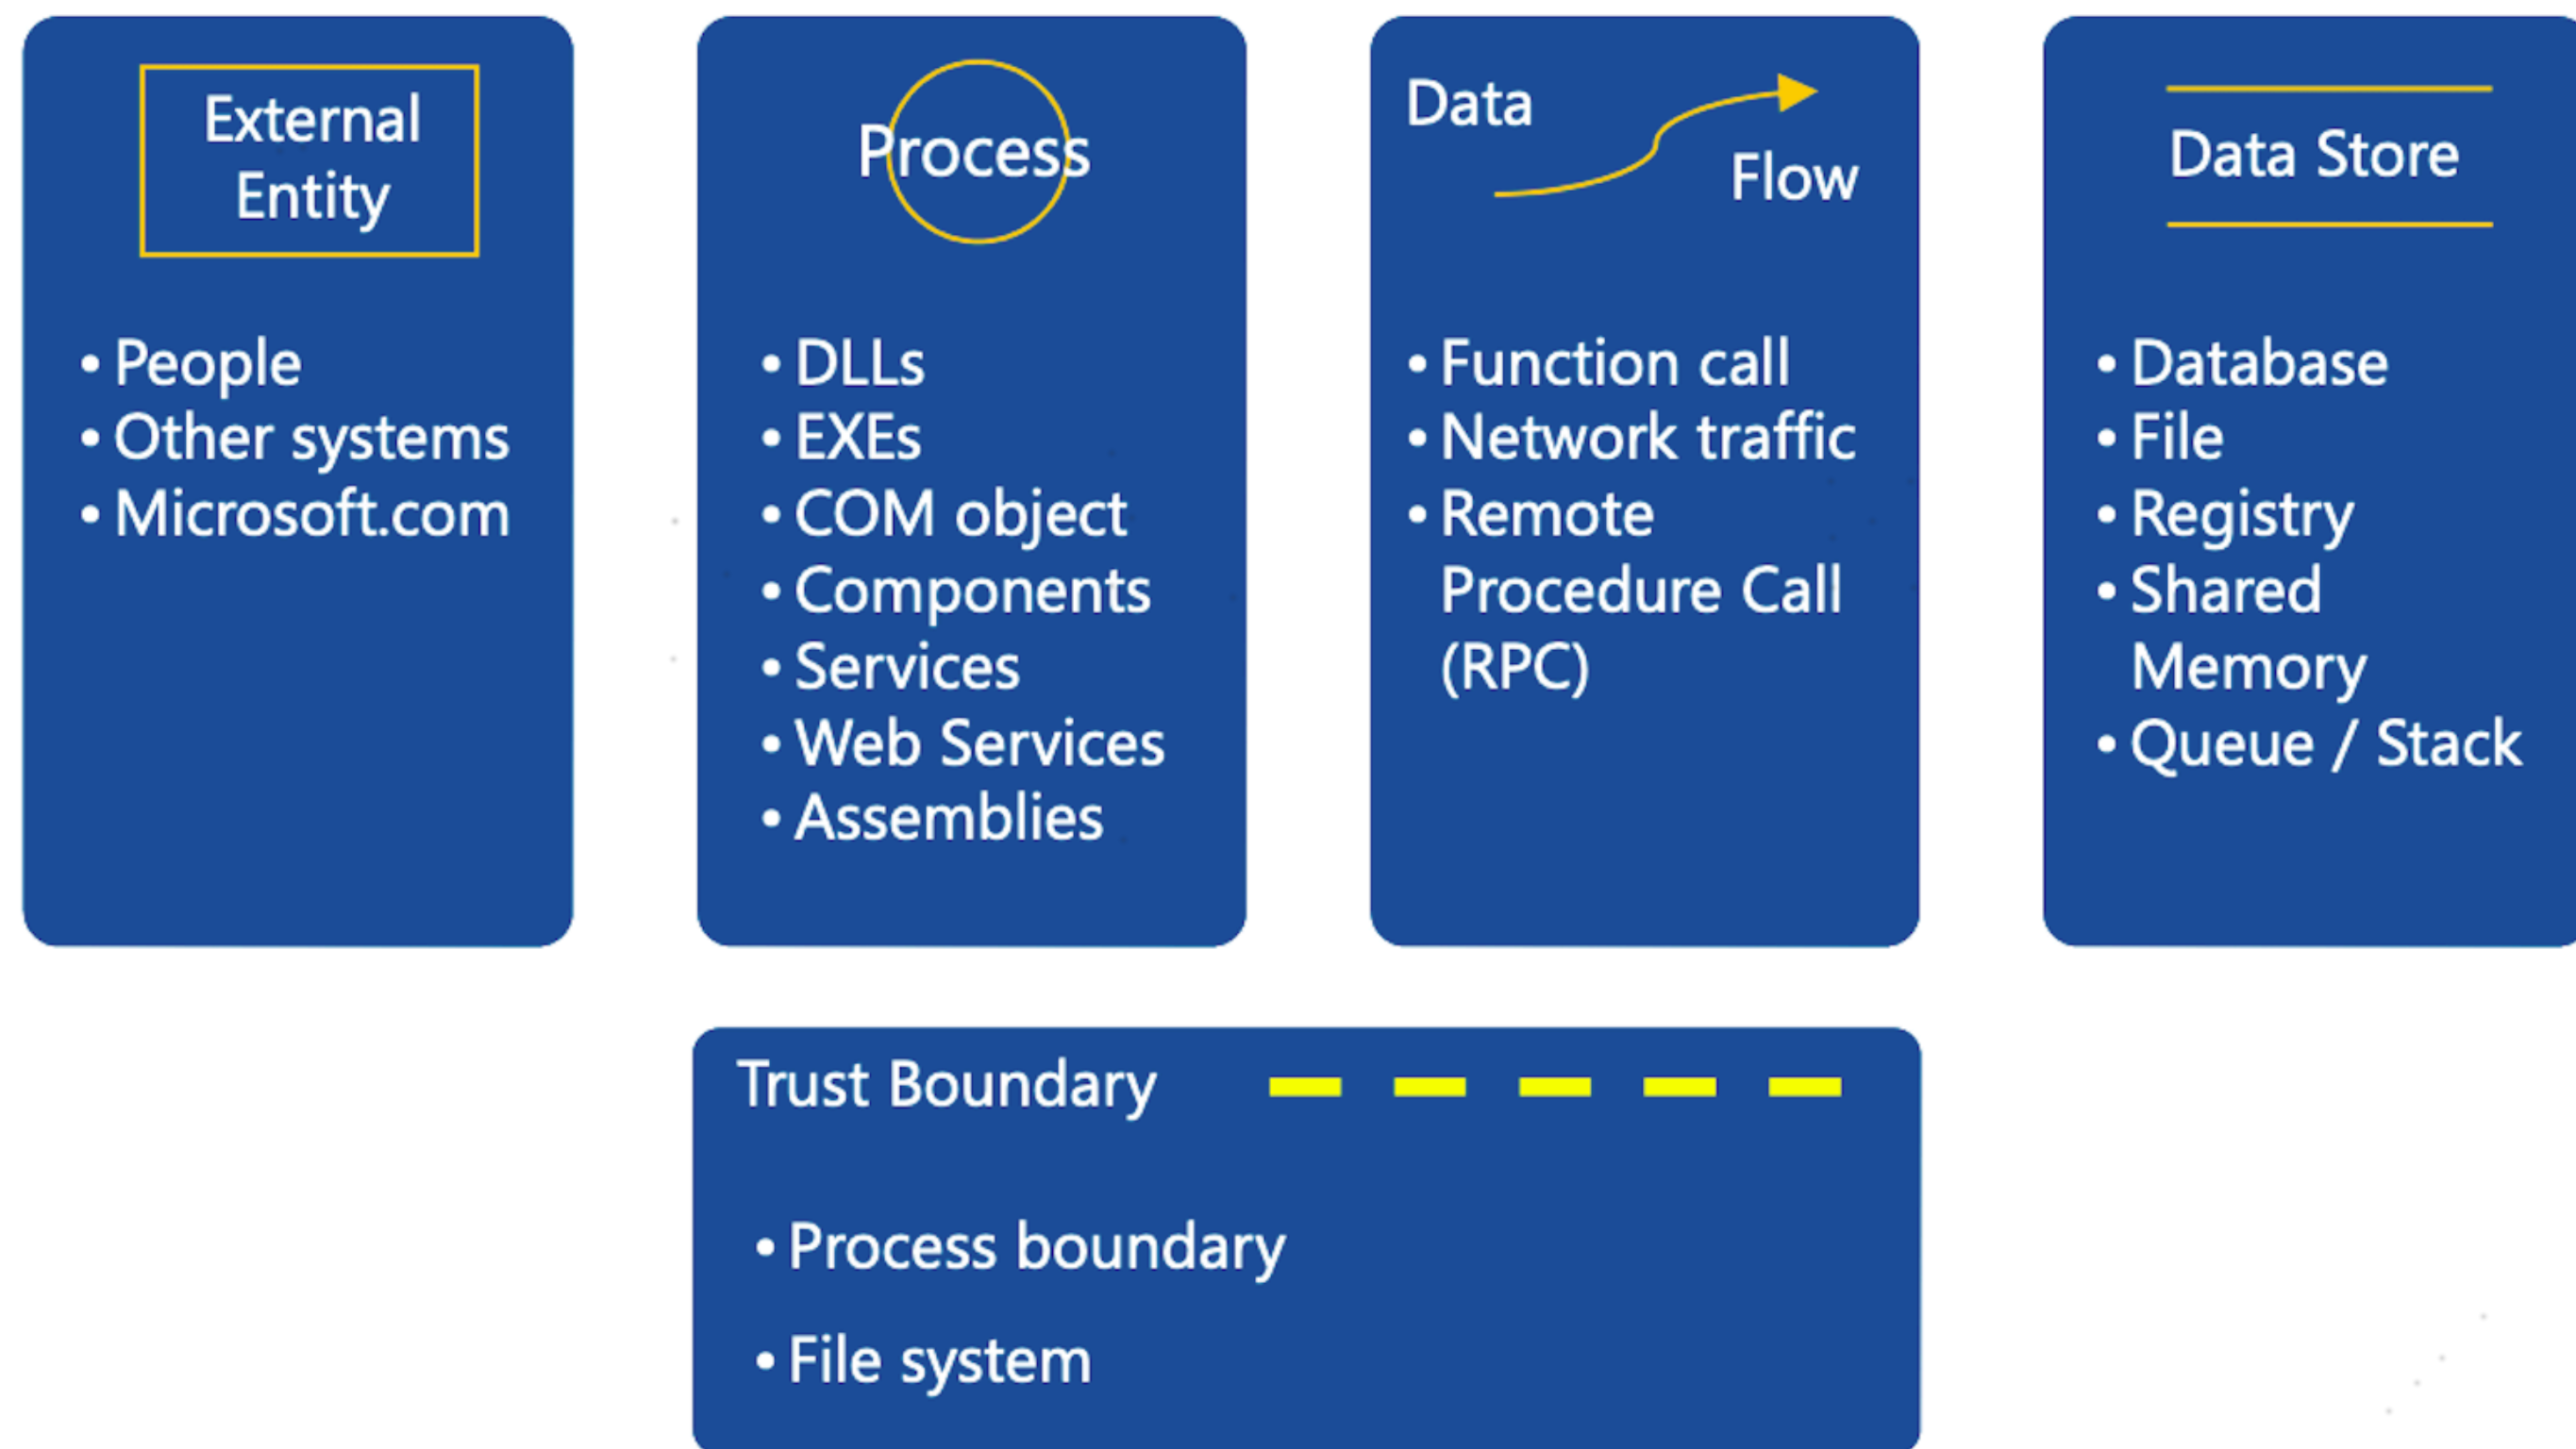 External
Entity
• People
• Other systems
• Microsoft.com
Process
• DLLs
• EXEs
• COM object
• Components
• Services
• Web Services
• Assemblies
Data
Flow
• Function call
• Network traffic
• Remote
Procedure Call
(RPC)
Data Store
• Database
• File
• Registry
• Shared
Memory
• Queue / Stack
Trust Boundary
• Process boundary
• File system